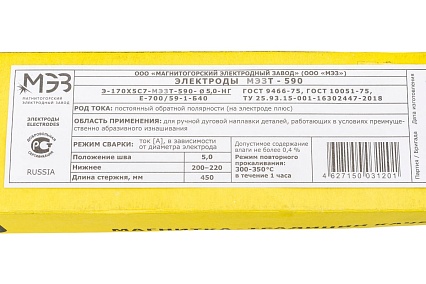 МЭЗ
МАГНИТОГОРСКИЙ
ЭЛЕКТРОДНЫЙ ЗАВОД
ЭЛЕКТРОДЫ
ELECTRODES
RUSSIA
ООО «МАГНИТОГОРСКИЙ ЭЛЕКТРОДНЫЙ ЗАВОД» (ООО «МЭЗ»)
ЭЛЕКТРОДЫ МЭЗТ - 590
Э-170Х5С7-МЭЗТ-590- Ø5,0-НГ
Е-700/59-1-Б40
ГОСТ 9466-75, ГОСТ 10051-75,
ТУ 25.93.15-001-16302447-2018
РОД ТОКА: постоянный обратной полярности (на электроде плюс)
ОБЛАСТЬ ПРИМЕНЕНИЯ: для ручной дуговой наплавки деталей, работающих в условиях преимуще-
ственно абразивного изнашивания
РЕЖИМ СВАРКИ: ток [А], в зависимости
от диаметра электрода
Положение шва 5,0
Нижнее 200–220
Длина стержня, мм 450
Допустимое содержание
влаги не более 0,4 %
Режим повторного
прокаливания:
300-350°С
в течение 1 часа
4 627150 031201
Партия / Бригада
Дата изготовления